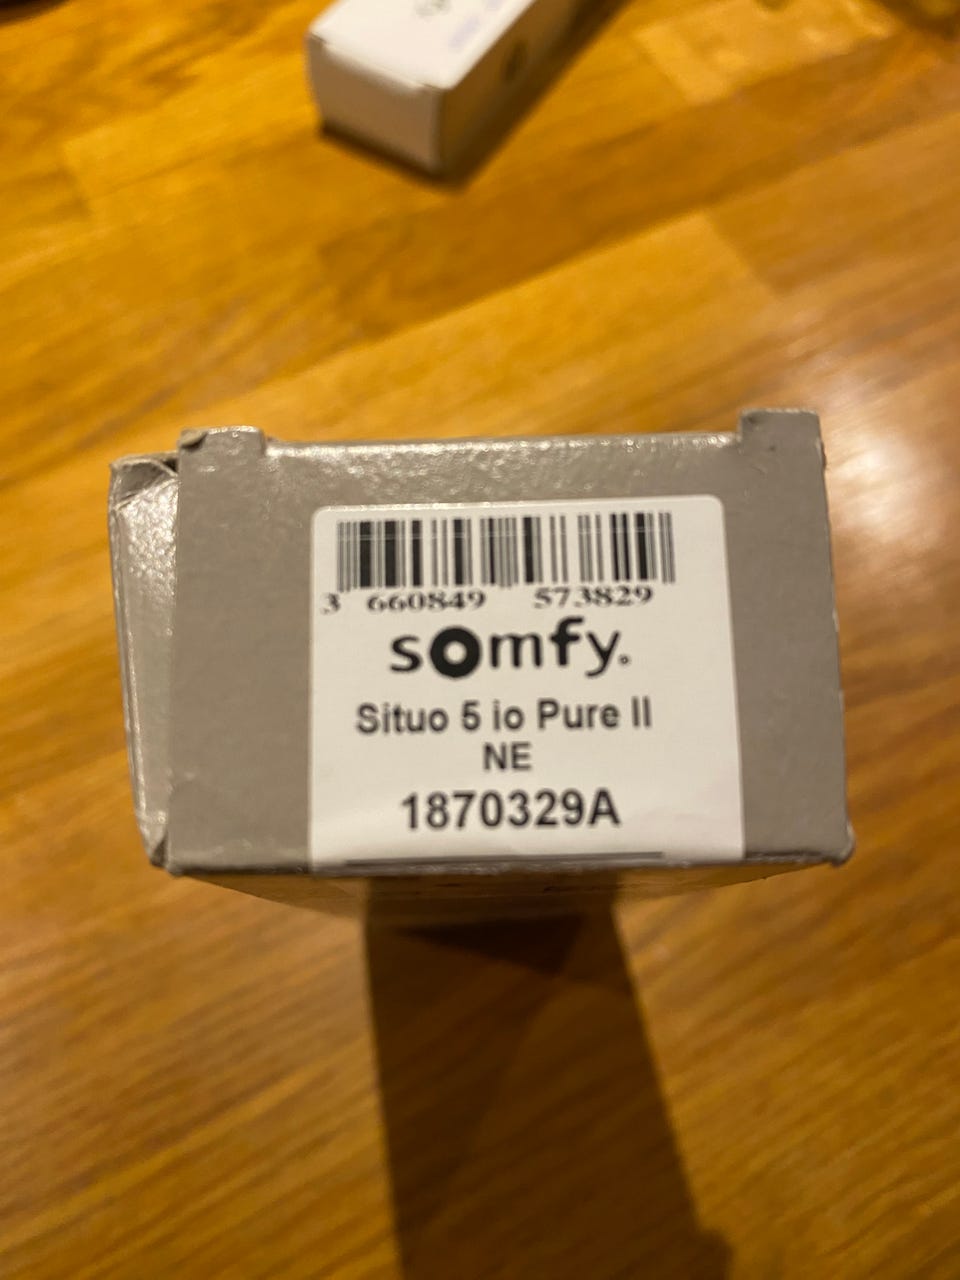 3 660849 573829
somfy.
Situo 5 io Pure II
NE
1870329A